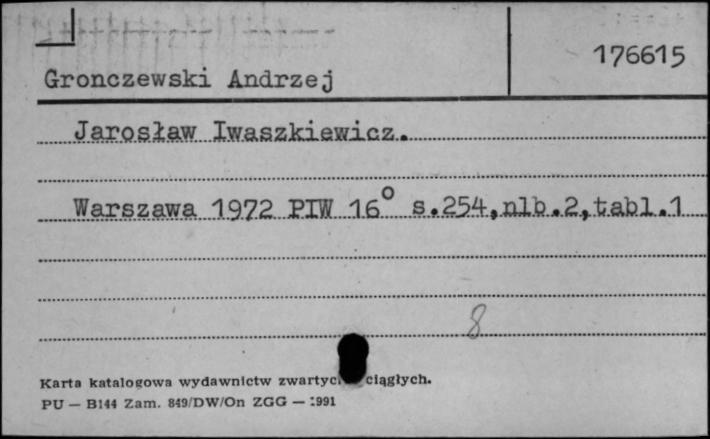 176615
Gronczewski Andrzej
Jarosław Iwaszkiewicz.
Warszawa 1972 PIW 16° s.254,nlb.2,tabl.1
8
Karta katalogowa wydawnictw ciągłych.
PU — B144 Zam. 849/DW/On ZGG — 1991